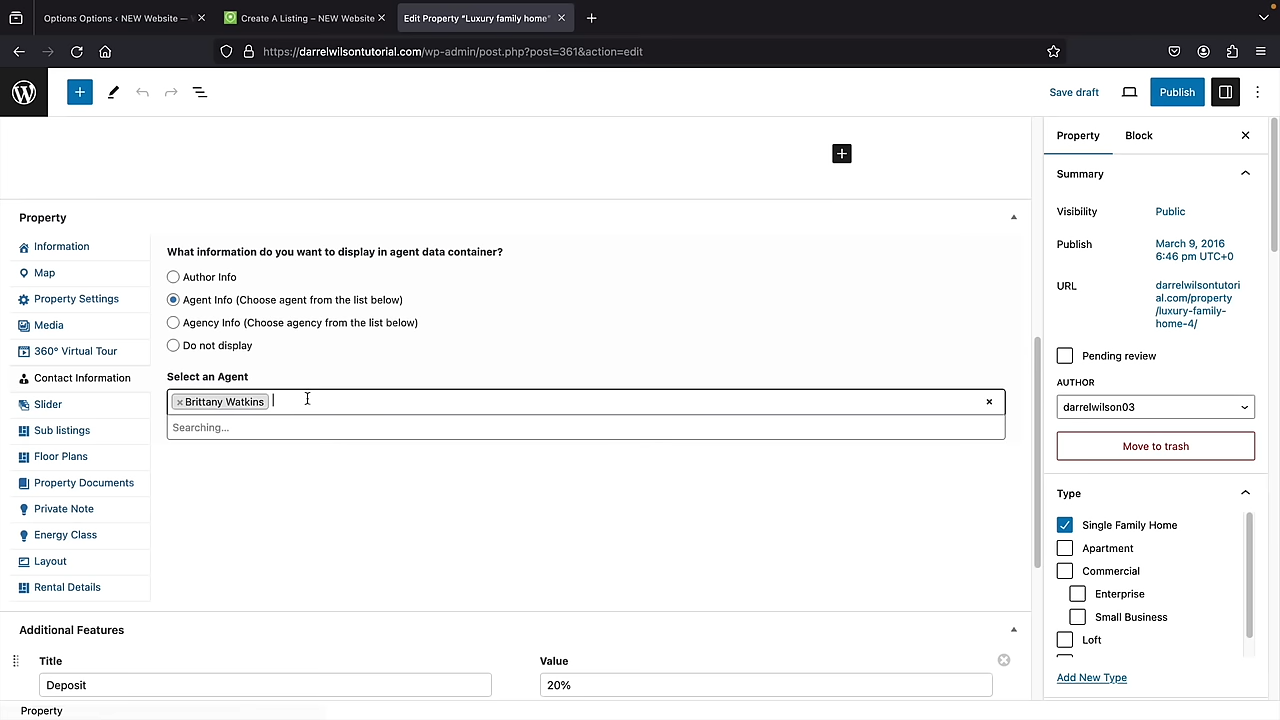 Options Options ‹ NEW Website —
Create A Listing – NEW Website
Edit Property "Luxury family home"
https://darrelwilsontutorial.com/wp-admin/post.php?post=361&action=edit
Save draft
Publish
Property
Block
Summary
Visibility
Public
Publish
March 9, 2016
6:46 pm UTC+0
URL
darrelwilsontutori
al.com/property
/luxury-family-
home-4/
Pending review
AUTHOR
darrelwilson03
Move to trash
Type
Single Family Home
Apartment
Commercial
Enterprise
Small Business
Loft
Add New Type
Property
Information
Map
Property Settings
Media
360° Virtual Tour
Contact Information
Slider
Sub listings
Floor Plans
Property Documents
Private Note
Energy Class
Layout
Rental Details
What information do you want to display in agent data container?
Author Info
Agent Info (Choose agent from the list below)
Agency Info (Choose agency from the list below)
Do not display
Select an Agent
× Brittany Watkins
×
Searching...
Additional Features
Title
Value
Deposit
20%
Property